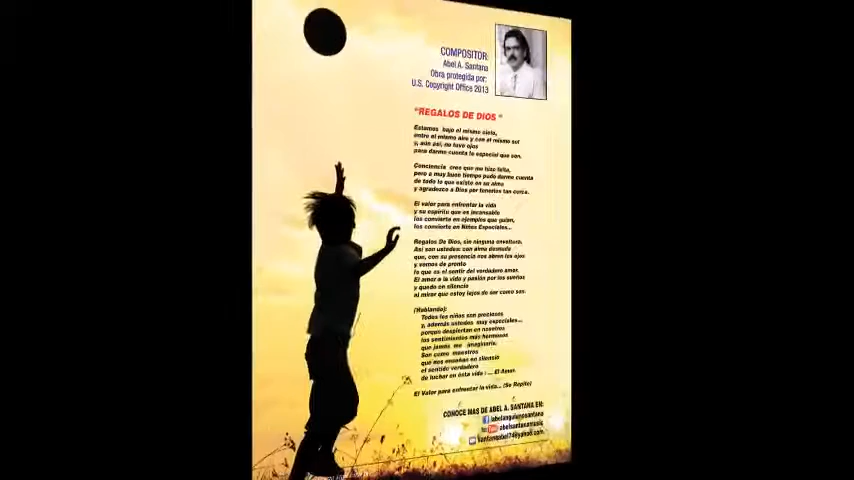 COMPOSITOR:
Abel A. Santana
Obra protegida por:
U.S. Copyright Office 2013
"REGALOS DE DIOS "
Estamos bajo el mismo cielo,
entre el mismo aire y con el mismo sol
y, aún así, no tuve ojos
para darme cuenta lo especial que son.
Conciencia creo que me hizo falta,
pero a muy buen tiempo pude darme cuenta
de todo lo que existe en su alma
y agradezco a Dios por tenerlos tan cerca.
El valor para enfrentar la vida
y su espíritu que es incansable
los convierte en ejemplos que guían,
los convierte en Niños Especiales...
Regalos De Dios, sin ninguna envoltura.
Así son ustedes: con alma desnuda
que, con su presencia nos abren los ojos
y vemos de pronto
lo que es el sentir del verdadero amor.
El amor a la vida y pasión por los sueños
y quedo en silencio
al mirar que estoy lejos de ser como son.
(Hablando):
Todos los niños son preciosos
y, además ustedes muy especiales...
porque despiertan en nosotros
los sentimientos más hermosos
que jamás me imaginaría.
Son como maestros
que nos enseñan en silencio
el sentido verdadero
de luchar en ésta vida : ... El Amor.
El Valor para enfrentar la vida... (Se Repite)
CONOCE MAS DE ABEL A. SANTANA EN:
abelanguianosantana
abelsantanamusic